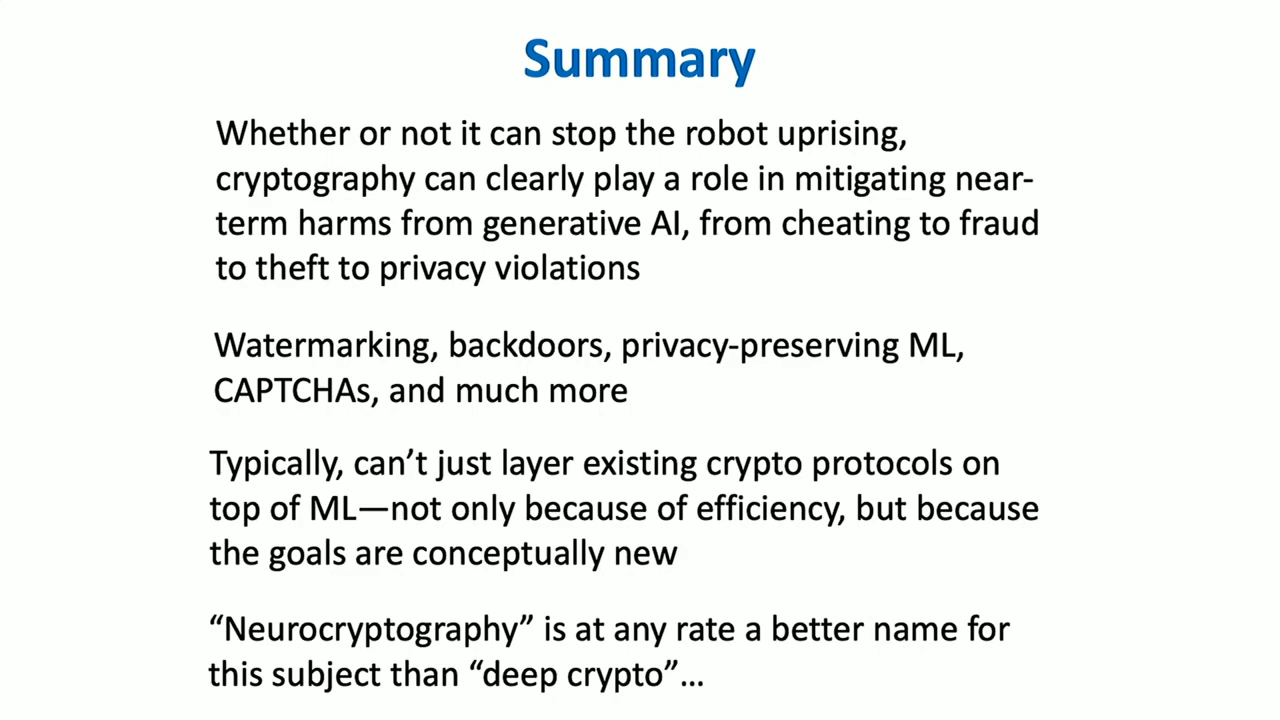 Summary
Whether or not it can stop the robot uprising,
cryptography can clearly play a role in mitigating near-
term harms from generative AI, from cheating to fraud
to theft to privacy violations
Watermarking, backdoors, privacy-preserving ML,
CAPTCHAs, and much more
Typically, can’t just layer existing crypto protocols on
top of ML—not only because of efficiency, but because
the goals are conceptually new
“Neurocryptography” is at any rate a better name for
this subject than “deep crypto”…